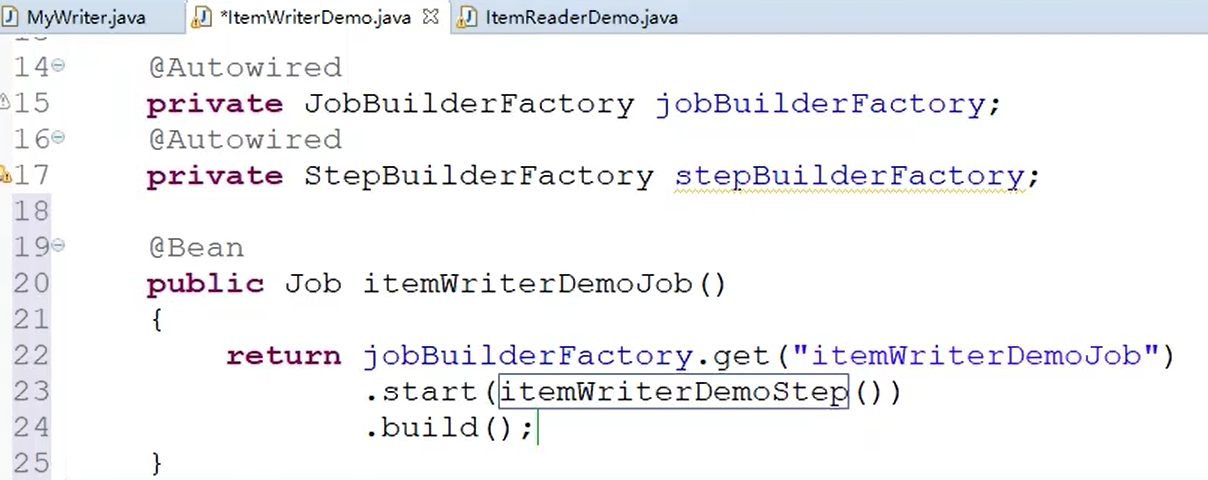 MyWriter.java *ItemWriterDemo.java ItemReaderDemo.java
14 @Autowired
15 private JobBuilderFactory jobBuilderFactory;
16 @Autowired
17 private StepBuilderFactory stepBuilderFactory;
18
19 @Bean
20 public Job itemWriterDemoJob()
21 {
22 return jobBuilderFactory.get("itemWriterDemoJob")
23 .start(itemWriterDemoStep())
24 .build();
25 }